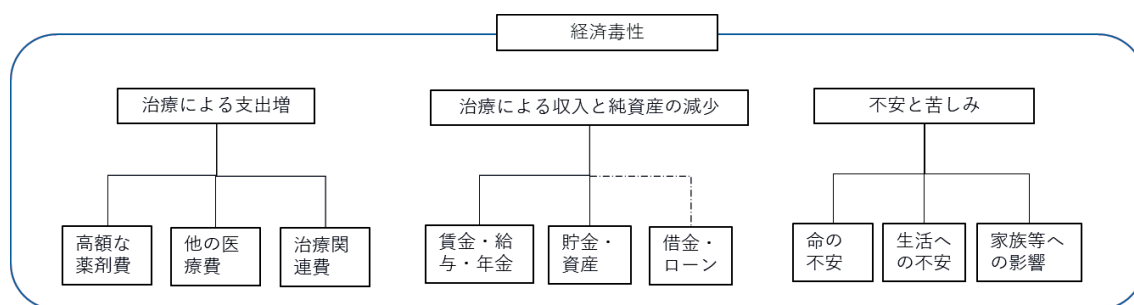 経済毒性
治療による支出増
治療による収入と純資産の減少
不安と苦しみ
高額な
薬剤費
他の医
療費
治療関
連費
賃金・給
与・年金
貯金・
資産
借金・
ローン
命の
不安
生活へ
の不安
家族等へ
の影響